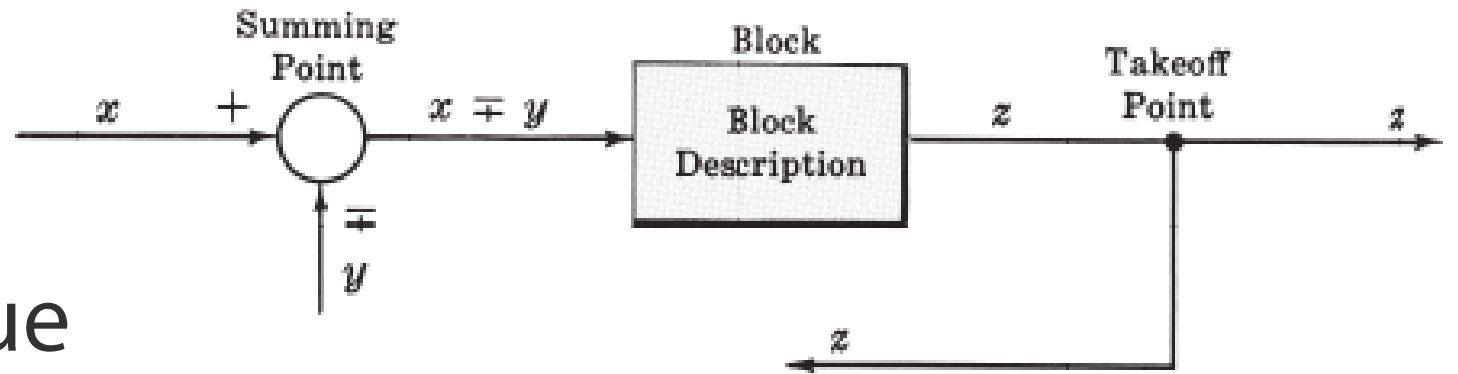 Summing
Point
Block
Takeoff
Point
x + x ∓ y
Block
Description
z
z
∓
y
z
ue